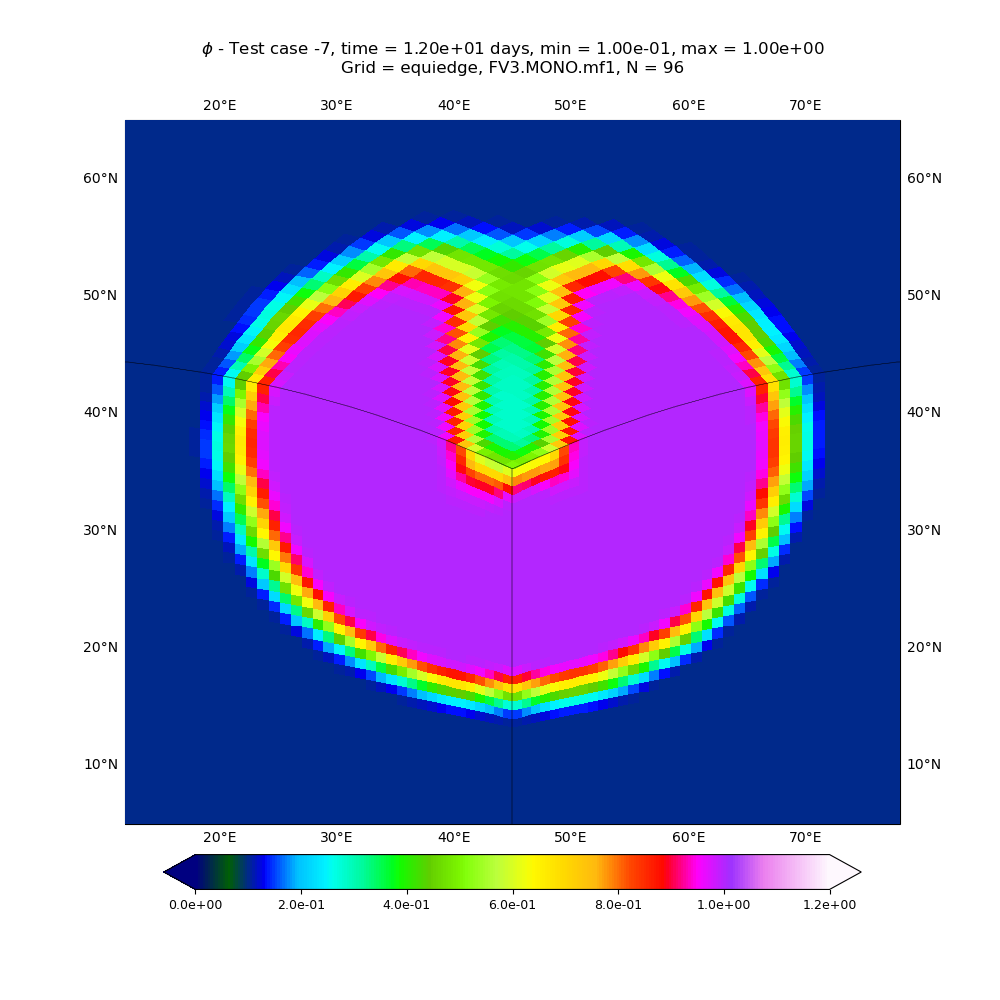 ϕ - Test case -7, time = 1.20e+01 days, min = 1.00e-01, max = 1.00e+00
Grid = equiedge, FV3.MONO.mf1, N = 96
20°E 30°E 40°E 50°E 60°E 70°E
60°N 60°N
50°N 50°N
40°N 40°N
30°N 30°N
20°N 20°N
10°N 10°N
20°E 30°E 40°E 50°E 60°E 70°E
0.0e+00 2.0e-01 4.0e-01 6.0e-01 8.0e-01 1.0e+00 1.2e+00